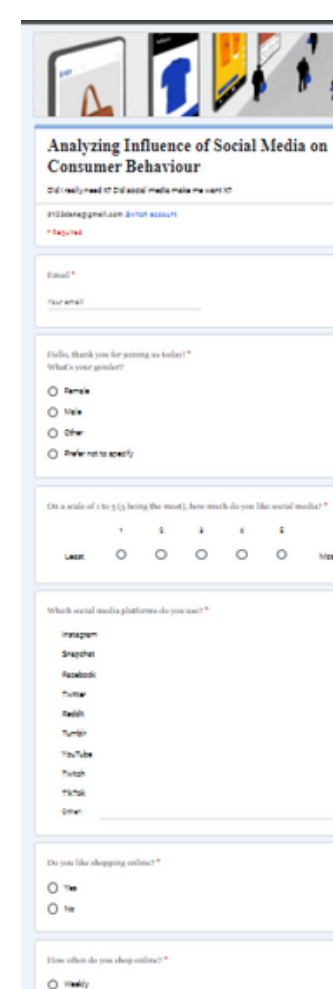 Analyzing Influence of Social Media on
Consumer Behaviour
Did I really need it? Did social media make me want it?
Switch account
* Required
Email *
Your email
Hello, thank you for joining us today! *
What's your gender?
Female
Male
Other
Prefer not to specify
On a scale of 1 to 5 (5 being the most), how much do you like social media? *
1 2 3 4 5
Least
Which social media platforms do you use? *
Instagram
Snapchat
Facebook
Twitter
Reddit
Tumblr
YouTube
Twitch
TikTok
Other:
Do you like shopping online? *
Yes
No
How often do you shop online? *
Weekly